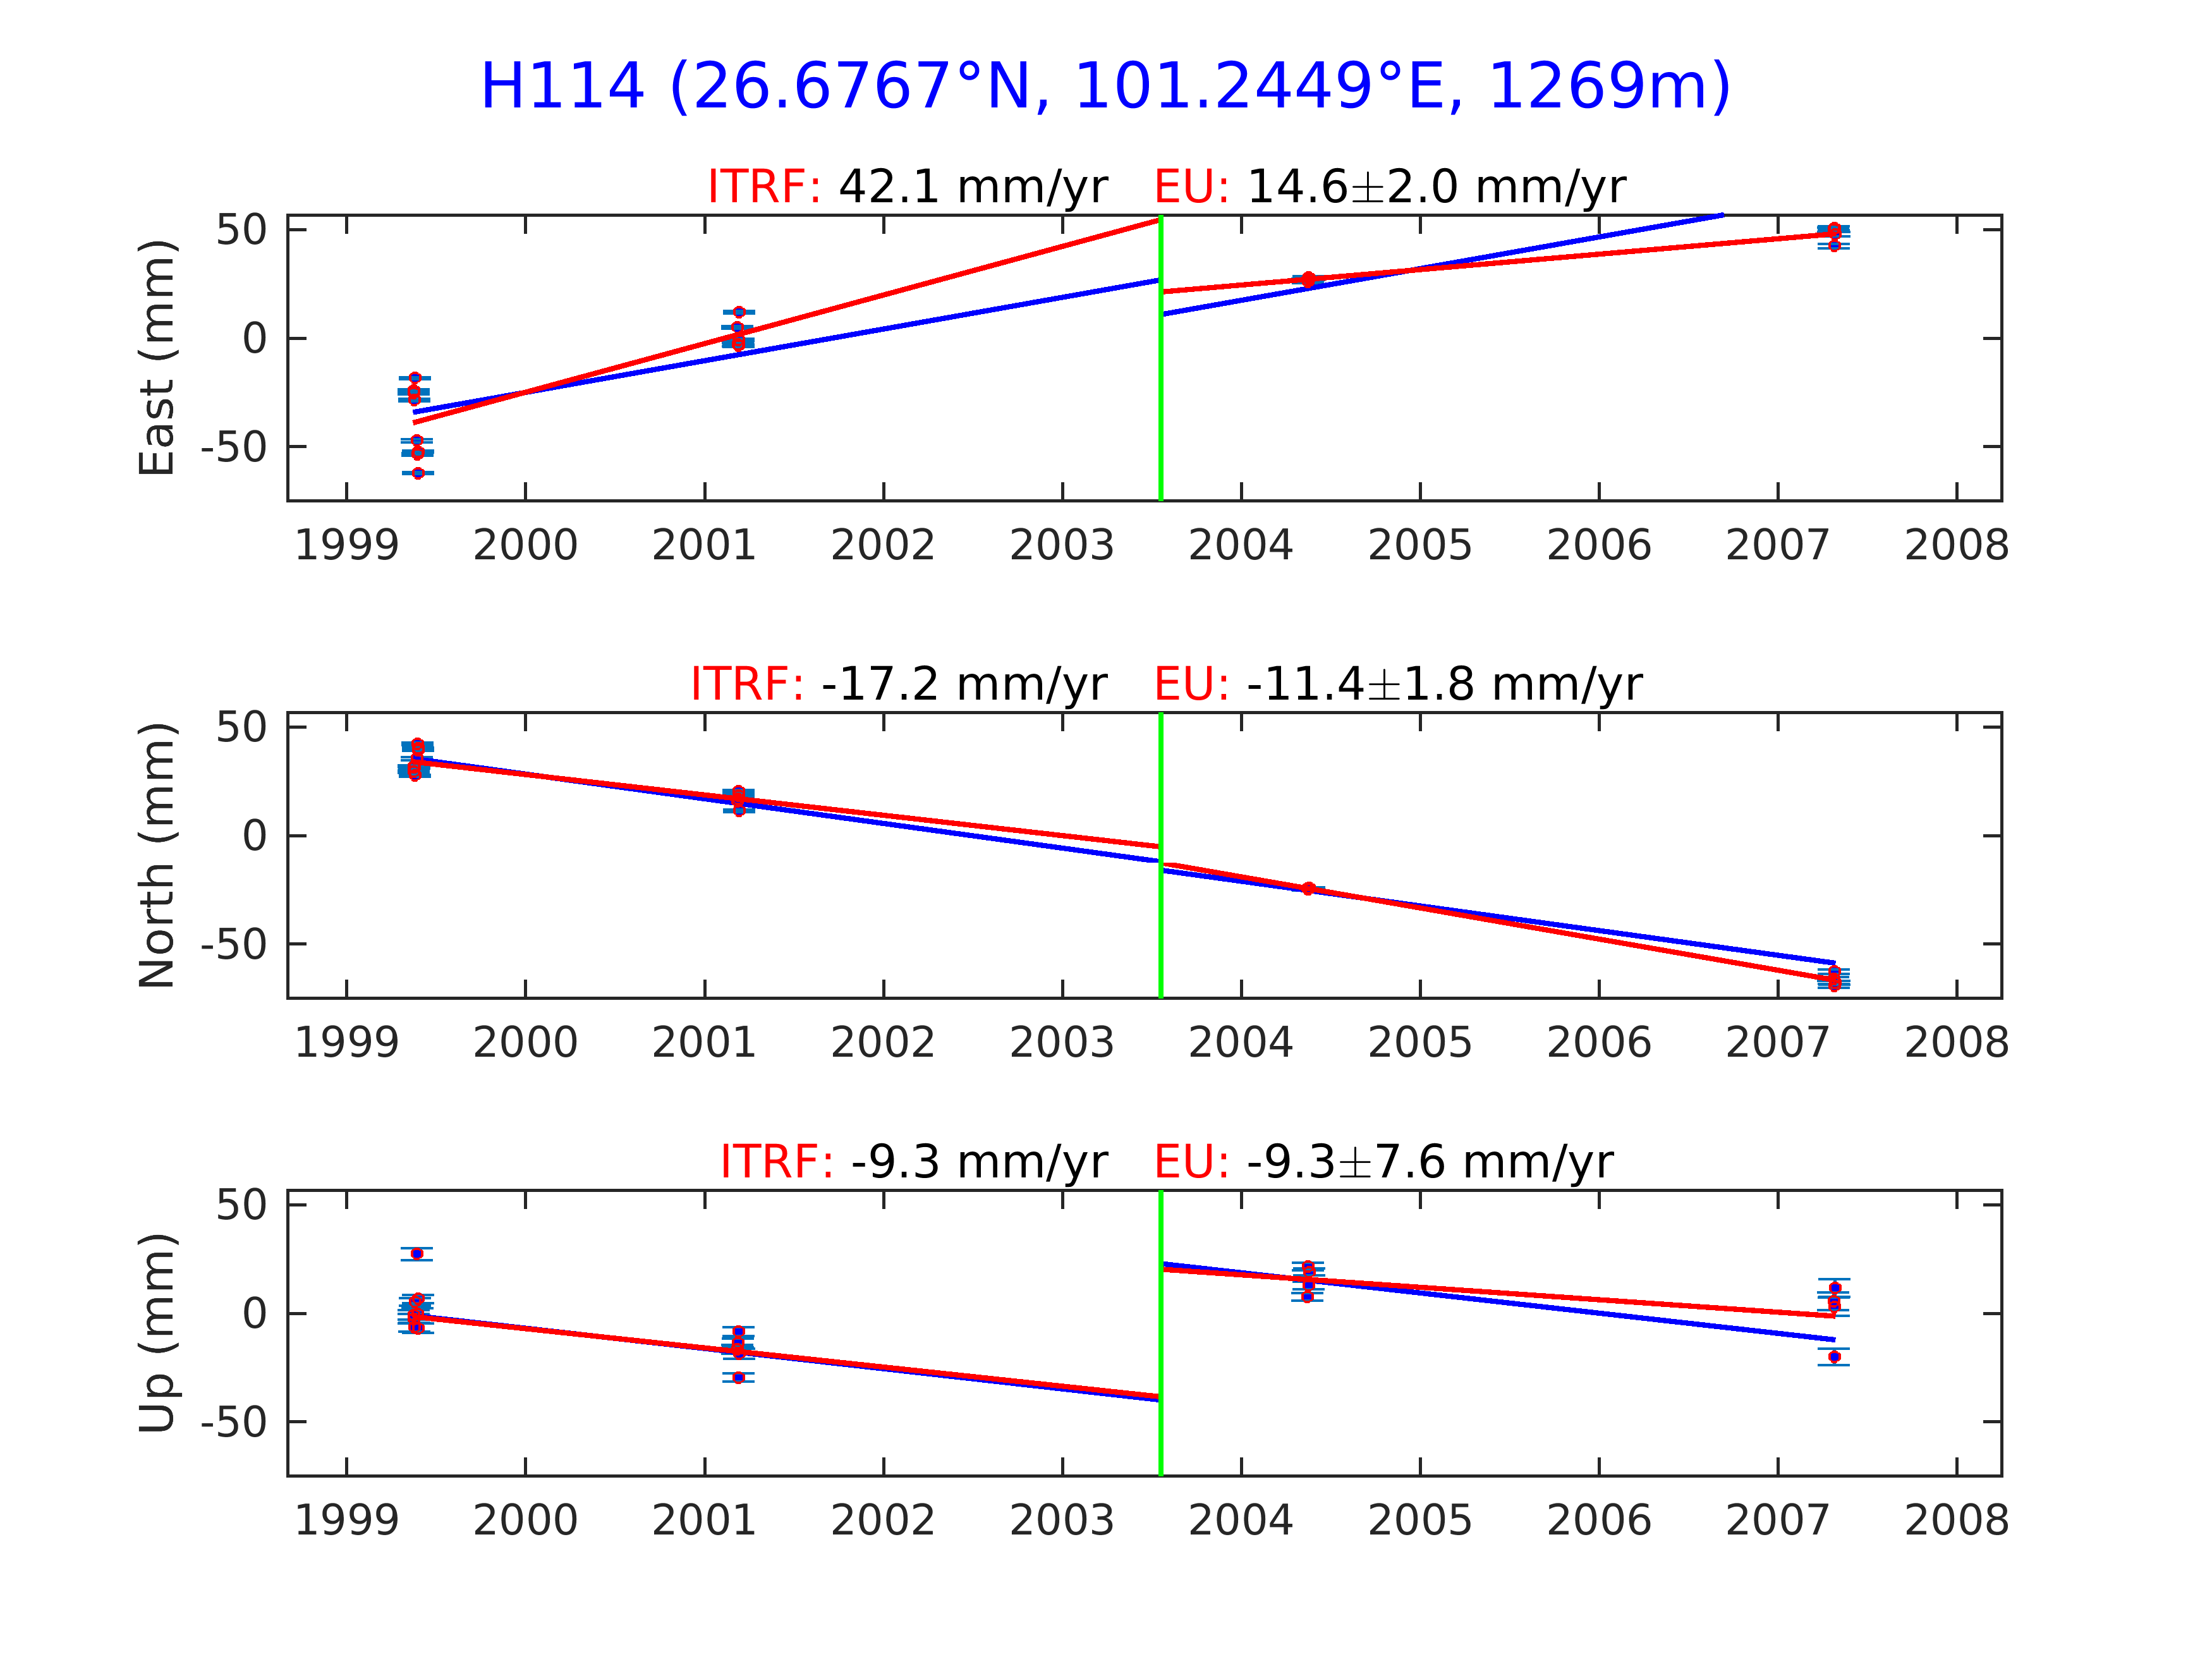 H114 (26.6767°N, 101.2449°E, 1269m)
ITRF: 42.1 mm/yr EU: 14.6±2.0 mm/yr
East (mm)
50
0
-50
1999 2000 2001 2002 2003 2004 2005 2006 2007 2008
ITRF: -17.2 mm/yr EU: -11.4±1.8 mm/yr
North (mm)
50
0
-50
1999 2000 2001 2002 2003 2004 2005 2006 2007 2008
ITRF: -9.3 mm/yr EU: -9.3±7.6 mm/yr
Up (mm)
50
0
-50
1999 2000 2001 2002 2003 2004 2005 2006 2007 2008